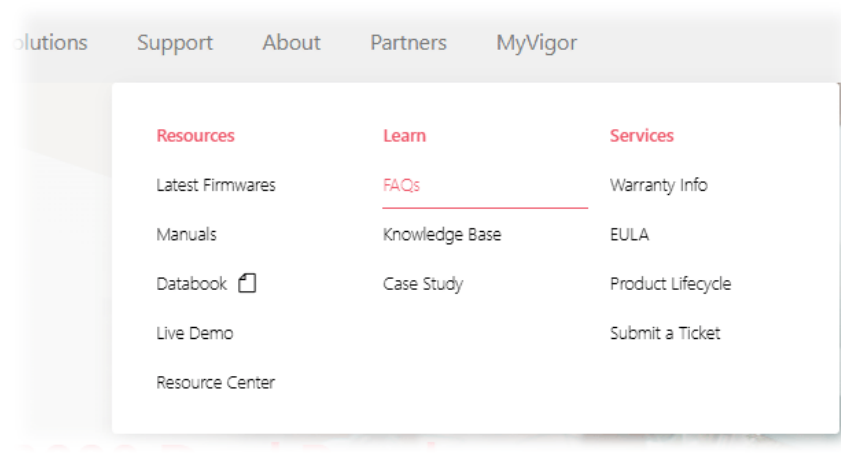 Support About Partners MyVigor
Resources
Latest Firmwares
Manuals
Databook
Live Demo
Resource Center
Learn
FAQs
Knowledge Base
Case Study
Services
Warranty Info
EULA
Product Lifecycle
Submit a Ticket